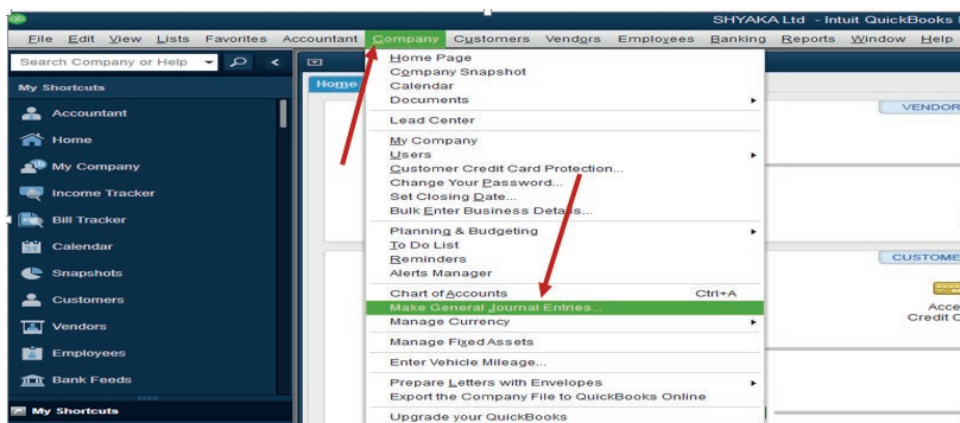 qb
SHYAKA Ltd - Intuit QuickBooks
File Edit View Lists Favorites Accountant Company Customers Vendors Employees Banking Reports Window Help
Search Company or Help
My Shortcuts
Accountant
Home
My Company
Income Tracker
Bill Tracker
Calendar
Snapshots
Customers
Vendors
Employees
Bank Feeds
My Shortcuts
Home
Home Page
Company Snapshot
Calendar
Documents
Lead Center
My Company
Users
Customer Credit Card Protection...
Change Your Password...
Set Closing Date...
Bulk Enter Business Details...
Planning & Budgeting
To Do List
Reminders
Alerts Manager
Chart of Accounts Ctrl+A
Make General Journal Entries...
Manage Currency
Manage Fixed Assets
Enter Vehicle Mileage...
Prepare Letters with Envelopes
Export the Company File to QuickBooks Online
Upgrade your QuickBooks
VENDOR
CUSTOME
Acce
Credit C